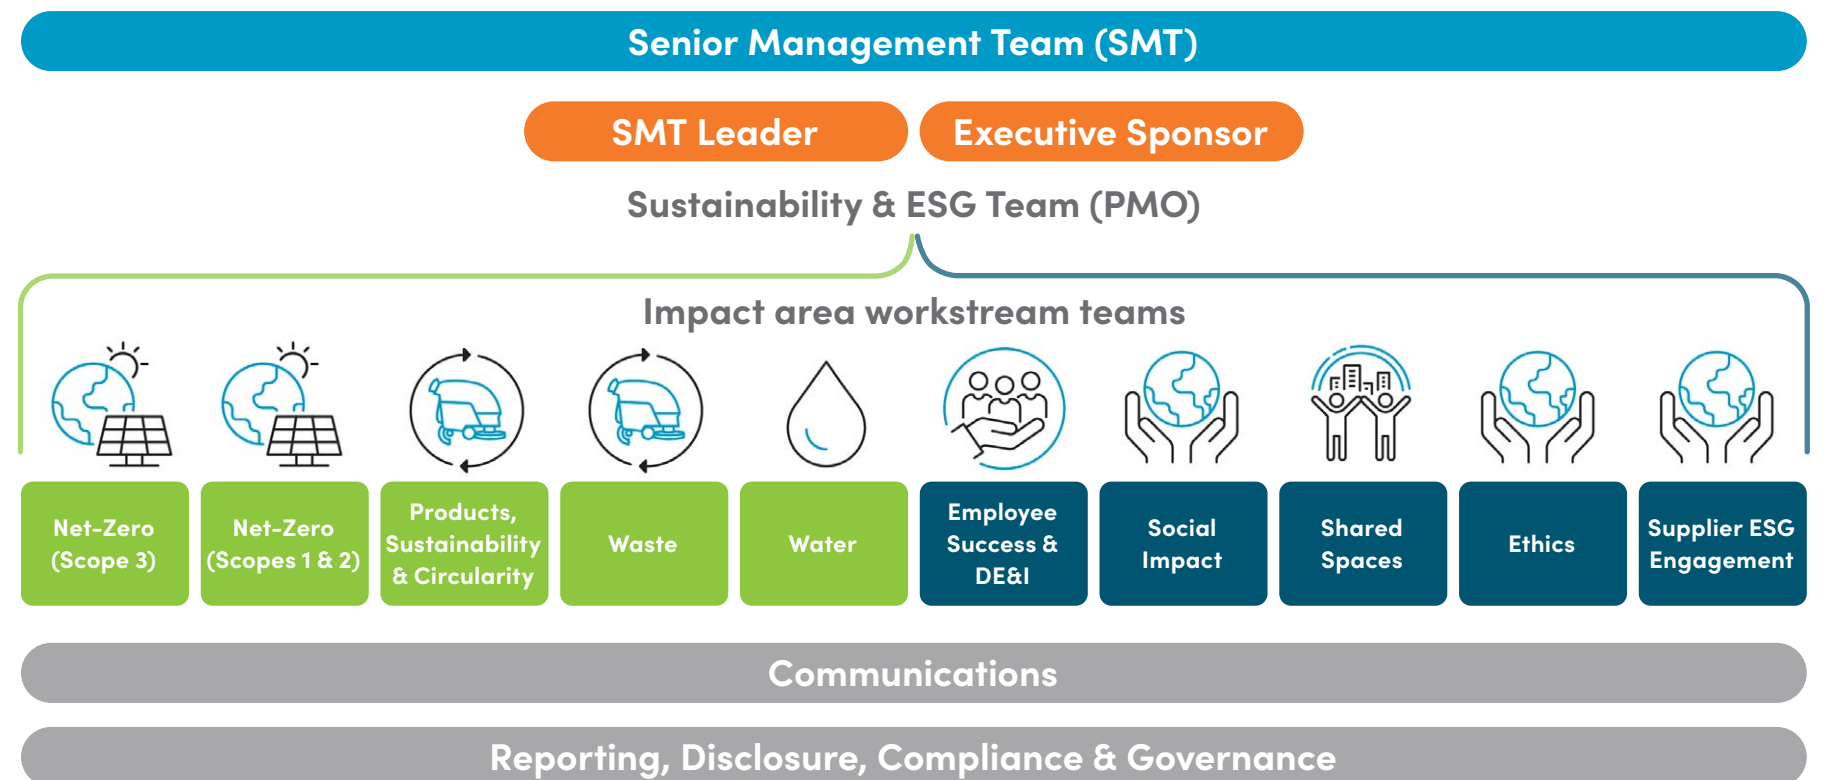 Senior Management Team (SMT)
SMT Leader
Executive Sponsor
Sustainability & ESG Team (PMO)
Impact area workstream teams
Net-Zero
(Scope 3)
Net-Zero
(Scopes 1 & 2)
Products,
Sustainability
& Circularity
Waste
Water
Employee
Success &
DE&I
Social
Impact
Shared
Spaces
Ethics
Supplier ESG
Engagement
Communications
Reporting, Disclosure, Compliance & Governance